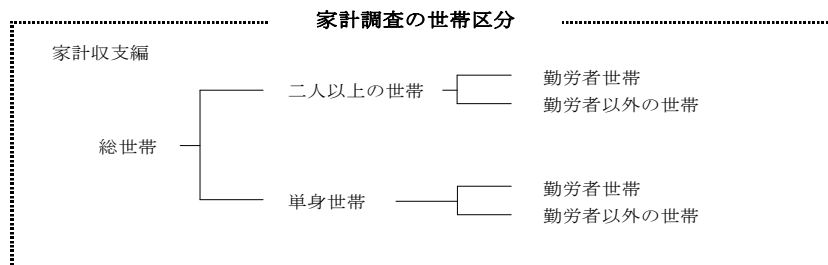 家計調査の世帯区分
家計収支編
二人以上の世帯
勤労者世帯
勤労者以外の世帯
総世帯
単身世帯
勤労者世帯
勤労者以外の世帯